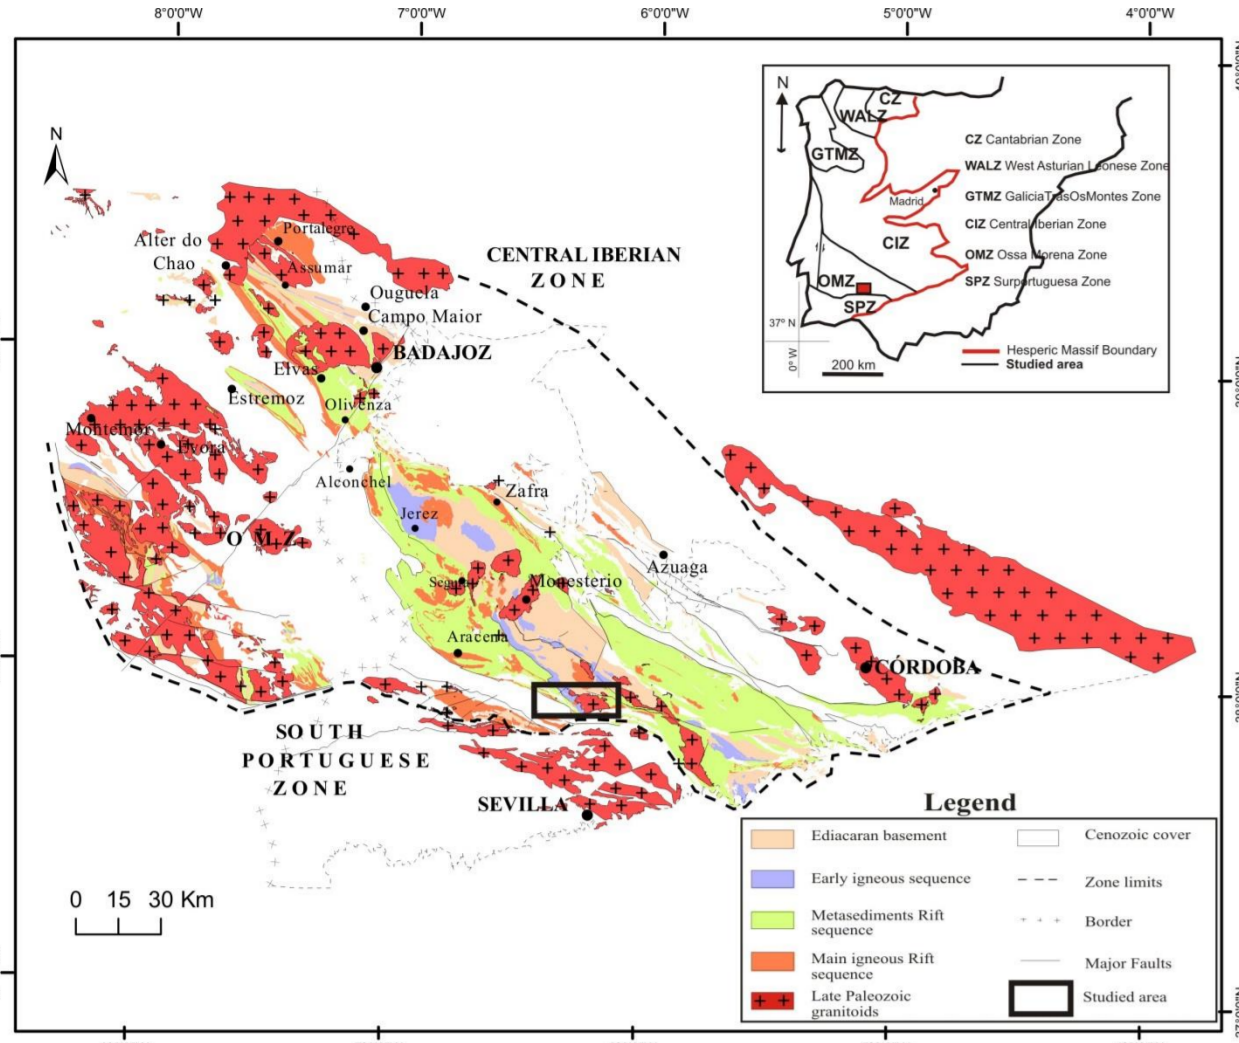 8°0'0"W 7°0'0"W 6°0'0"W 5°0'0"W 4°0'0"W
N
CZ
WALZ
GTMZ
Madrid
CIZ
OMZ
SPZ
37° N
0° W
200 km
CZ Cantabrian Zone
WALZ West Asturian Leonese Zone
GTMZ GaliciaTrasOsMontes Zone
CIZ Central Iberian Zone
OMZ Ossa Morena Zone
SPZ Surportuguesa Zone
Hesperic Massif Boundary
Studied area
N
Portalegre
Alter do
Chao
Assumar
CENTRAL IBERIAN
ZONE
Ouguela
Campo Maior
BADAJOZ
Elvas
Estremoz
Olivenza
Montemor
Evora
Alconchel
Zafra
Jerez
O M Z
Azuaga
Segura
Monesterio
Aracena
CÓRDOBA
SOUTH
PORTUGUESE
ZONE
SEVILLA
0 15 30 Km
Legend
Ediacaran basement
Early igneous sequence
Metasediments Rift
sequence
Main igneous Rift
sequence
Late Paleozoic
granitoids
Cenozoic cover
Zone limits
Border
Major Faults
Studied area